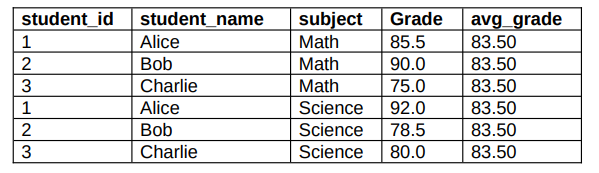 student_id student_name subject Grade avg_grade
1 Alice Math 85.5 83.50
2 Bob Math 90.0 83.50
3 Charlie Math 75.0 83.50
1 Alice Science 92.0 83.50
2 Bob Science 78.5 83.50
3 Charlie Science 80.0 83.50